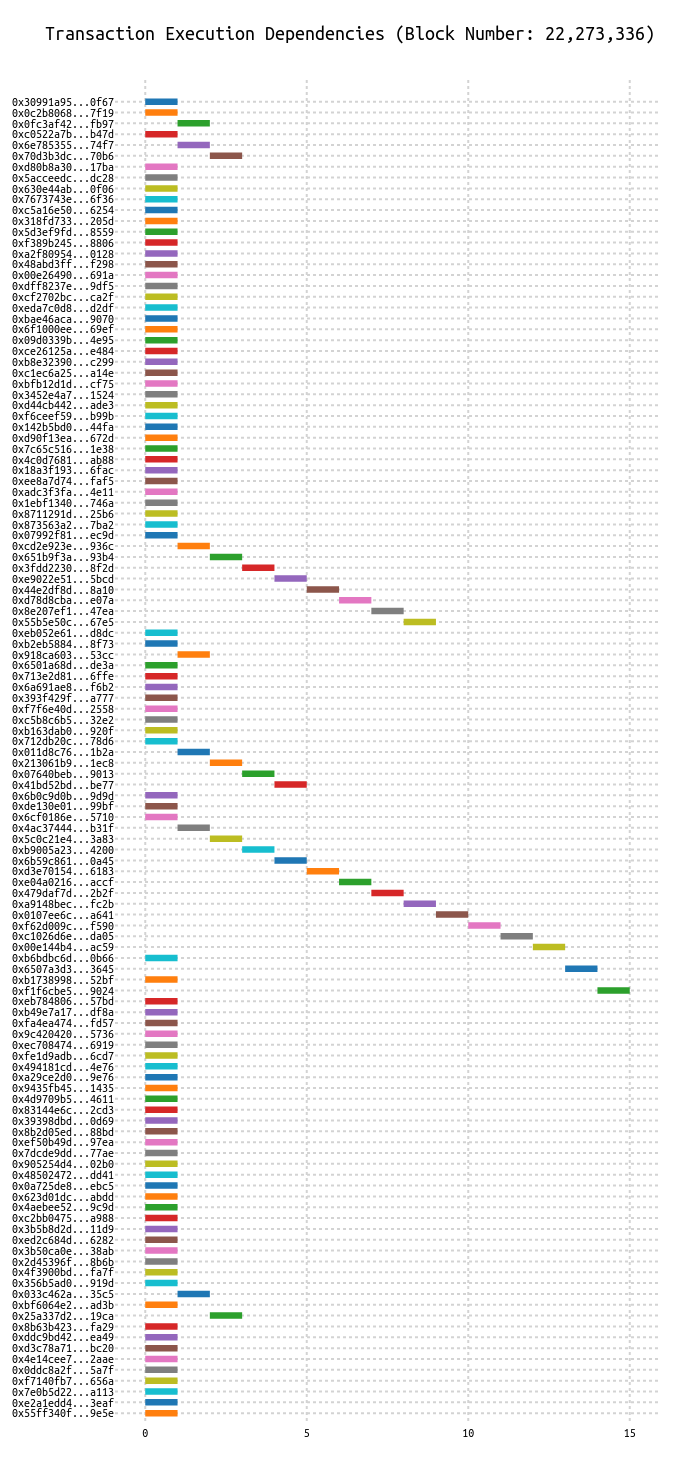 Transaction Execution Dependencies (Block Number: 22,273,336)
0x30991a95...0f67
0x0c2b8068...7f19
0x0fc3af42...fb97
0xc0522a7b...b47d
0x6e785355...74f7
0x70d3b3dc...70b6
0xd80b8a30...17ba
0x5acceedc...dc28
0x630e44ab...0f06
0x7673743e...6f36
0xc5a16e50...6254
0x318fd733...205d
0x5d3ef9fd...8559
0xf389b245...8806
0xa2f80954...0128
0x48abd3ff...f298
0x00e26490...691a
0xdff8237e...9df5
0xcf2702bc...ca2f
0xeda7c0d8...d2df
0xbae46aca...9070
0x6f1000ee...69ef
0x09d0339b...4e95
0xce26125a...e484
0xb8e32390...c299
0xc1ec6a25...a14e
0xbfb12d1d...cf75
0x3452e4a7...1524
0xd44cb442...ade3
0xf6ceef59...b99b
0x142b5bd0...44fa
0xd90f13ea...672d
0x7c65c516...1e38
0x4c0d7681...ab88
0x18a3f193...6fac
0xee8a7d74...faf5
0xadc3f3fa...4e11
0x1ebf1340...746a
0x8711291d...25b6
0x873563a2...7ba2
0x07992f81...ec9d
0xcd2e923e...936c
0x651b9f3a...93b4
0x3fdd2230...8f2d
0xe9022e51...5bcd
0x44e2df8d...8a10
0xd78d8cba...e07a
0x8e207ef1...47ea
0x55b5e50c...67e5
0xeb052e61...d8dc
0xb2eb5884...8f73
0x918ca603...53cc
0x6501a68d...de3a
0x713e2d81...6ffe
0x6a691ae8...f6b2
0x393f429f...a777
0xf7f6e40d...2558
0xc5b8c6b5...32e2
0xb163dab0...920f
0x712db20c...78d6
0x011d8c76...1b2a
0x213061b9...1ec8
0x07640beb...9013
0x41bd52bd...be77
0x6b0c9d0b...9d9d
0xde130e01...99bf
0x6cf0186e...5710
0x4ac37444...b31f
0x5c0c21e4...3a83
0xb9005a23...4200
0x6b59c861...0a45
0xd3e70154...6183
0xe04a0216...accf
0x479daf7d...2b2f
0xa9148bec...fc2b
0x0107ee6c...a641
0xf62d009c...f590
0xc1026d6e...da05
0x00e144b4...ac59
0xb6bdbc6d...0b66
0x6507a3d3...3645
0xb1738998...52bf
0xf1f6cbe5...9024
0xeb784806...57bd
0xb49e7a17...df8a
0xfa4ea474...fd57
0x9c420420...5736
0xec708474...6919
0xfe1d9adb...6cd7
0x494181cd...4e76
0xa29ce2d0...9e76
0x9435fb45...1435
0x4d9709b5...4611
0x83144e6c...2cd3
0x39398dbd...0d69
0x8b2d05ed...88bd
0xef50b49d...97ea
0x7dcde9dd...77ae
0x905254d4...02b0
0x48502472...dd41
0x0a725de8...ebc5
0x623d01dc...abdd
0x4aebee52...9c9d
0xc2bb0475...a988
0x3b5b8d2d...11d9
0xed2c684d...6282
0x3b50ca0e...38ab
0x2d45396f...8b6b
0x4f3900bd...fa7f
0x356b5ad0...919d
0x033c462a...35c5
0xbf6064e2...ad3b
0x25a337d2...19ca
0x8b63b423...fa29
0xddc9bd42...ea49
0xd3c78a71...bc20
0x4e14cee7...2aae
0x0ddc8a2f...5a7f
0xf7140fb7...656a
0x7e0b5d22...a113
0xe2a1edd4...3eaf
0x55ff340f...9e5e
0 5 10 15